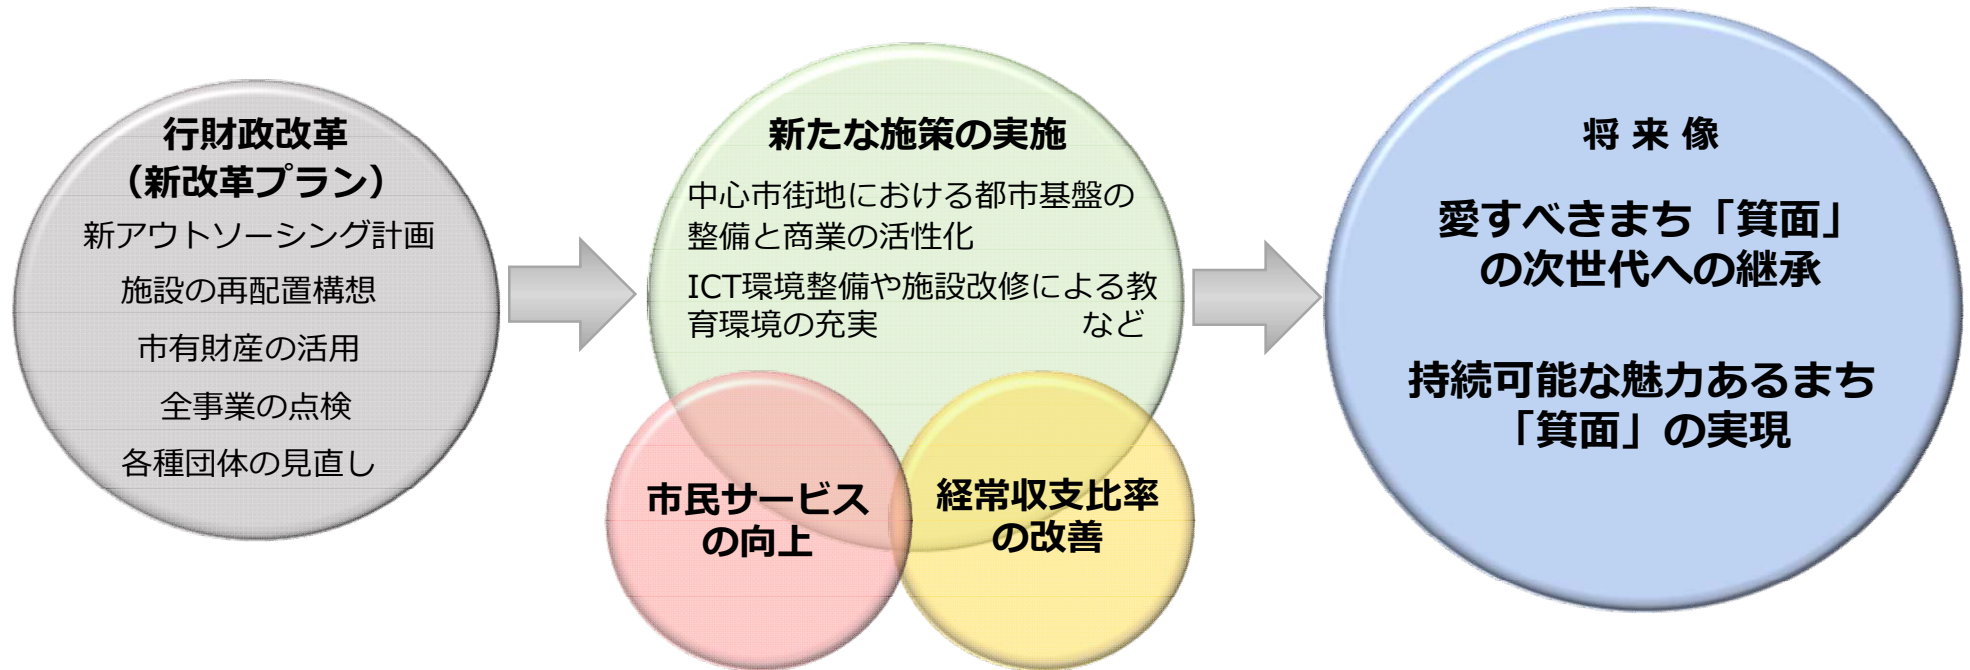 行財政改革
（新改革プラン）
新アウトソーシング計画
施設の再配置構想
市有財産の活用
全事業の点検
各種団体の見直し
新たな施策の実施
中心市街地における都市基盤の
整備と商業の活性化
ICT環境整備や施設改修による教
育環境の充実 など
市民サービス
の向上
経常収支比率
の改善
将 来 像
愛すべきまち「箕面」
の次世代への継承
持続可能な魅力あるまち
「箕面」の実現